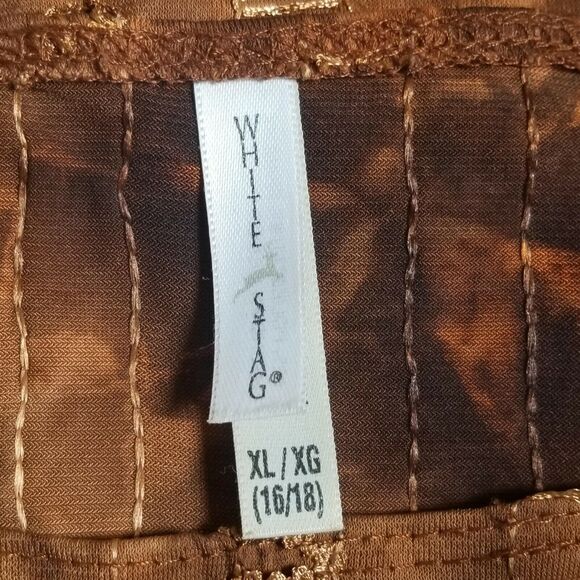 WHITE
STAG®
XL/XG
(16/18)